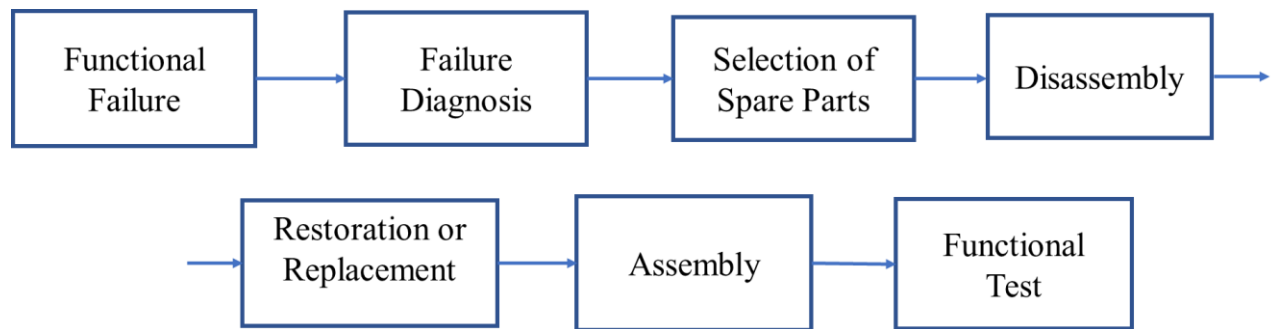 Functional
Failure
Failure
Diagnosis
Selection of
Spare Parts
Disassembly
Restoration or
Replacement
Assembly
Functional
Test